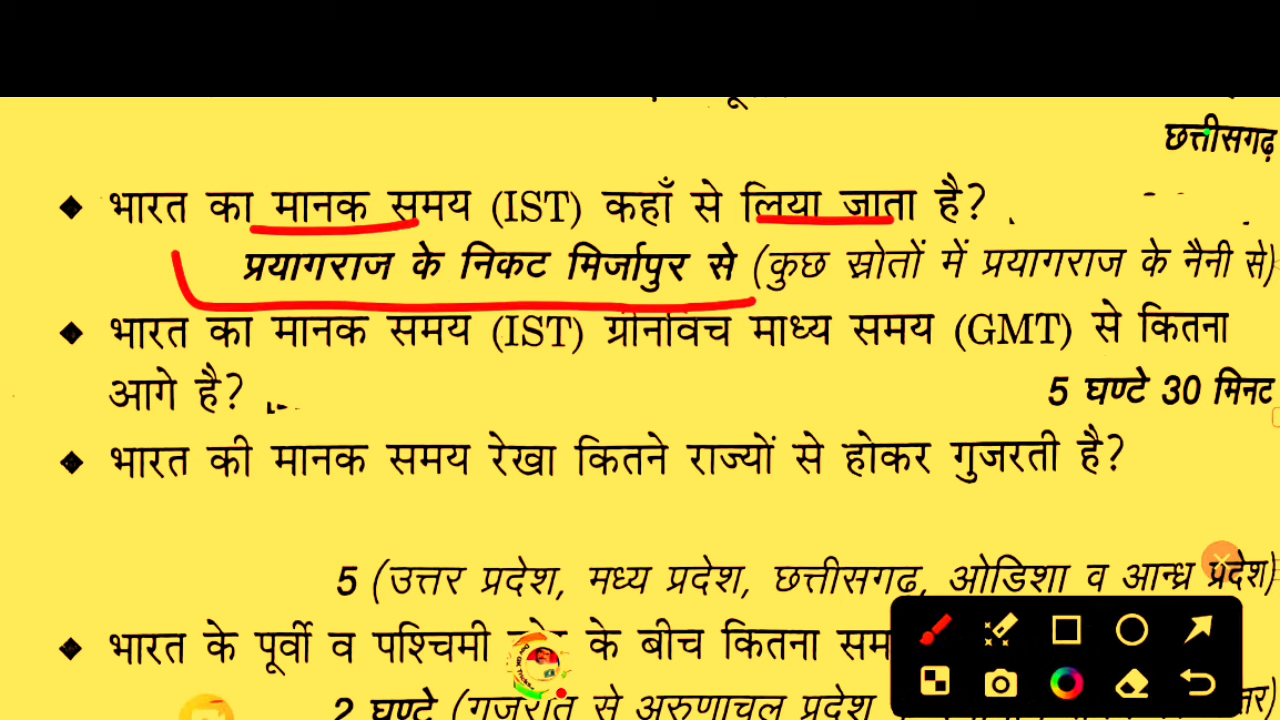 छत्तीसगढ़
◆ भारत का मानक समय (IST) कहाँ से लिया जाता है?
प्रयागराज के निकट मिर्जापुर से (कुछ स्रोतों में प्रयागराज के नैनी से)
◆ भारत का मानक समय (IST) ग्रीनविच माध्य समय (GMT) से कितना
आगे है? 5 घण्टे 30 मिनट
◆ भारत की मानक समय रेखा कितने राज्यों से होकर गुजरती है?
5 (उत्तर प्रदेश, मध्य प्रदेश, छत्तीसगढ, ओडिशा व आन्ध्र प्रदेश)
◆ भारत के पूर्वी व पश्चिमी के बीच कितना
2 घण्टे (गुजरात से अरुणाचल प्रदेश